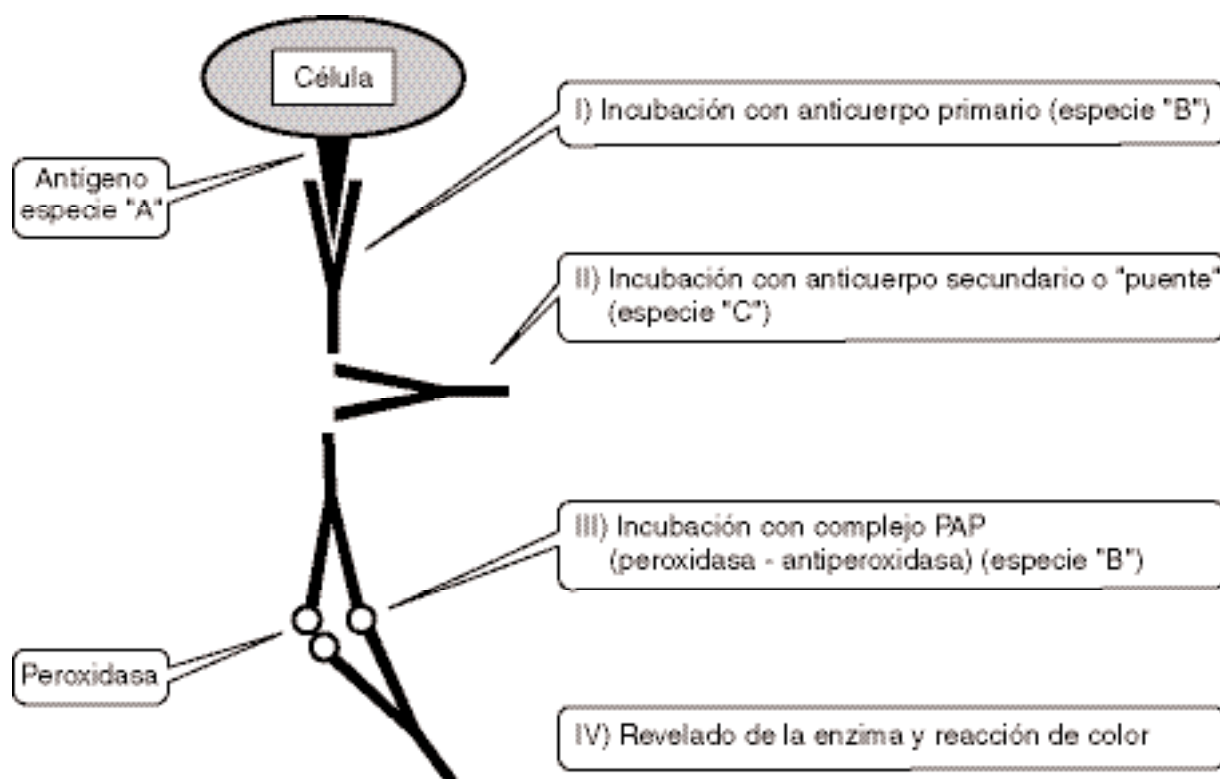 Célula
I) Incubación con anticuerpo primario (especie "B")
Antígeno
especie "A"
II) Incubación con anticuerpo secundario o "puente"
(especie "C")
III) Incubación con complejo PAP
(peroxidasa - antiperoxidasa) (especie "B")
Peroxidasa
IV) Revelado de la enzima y reacción de color